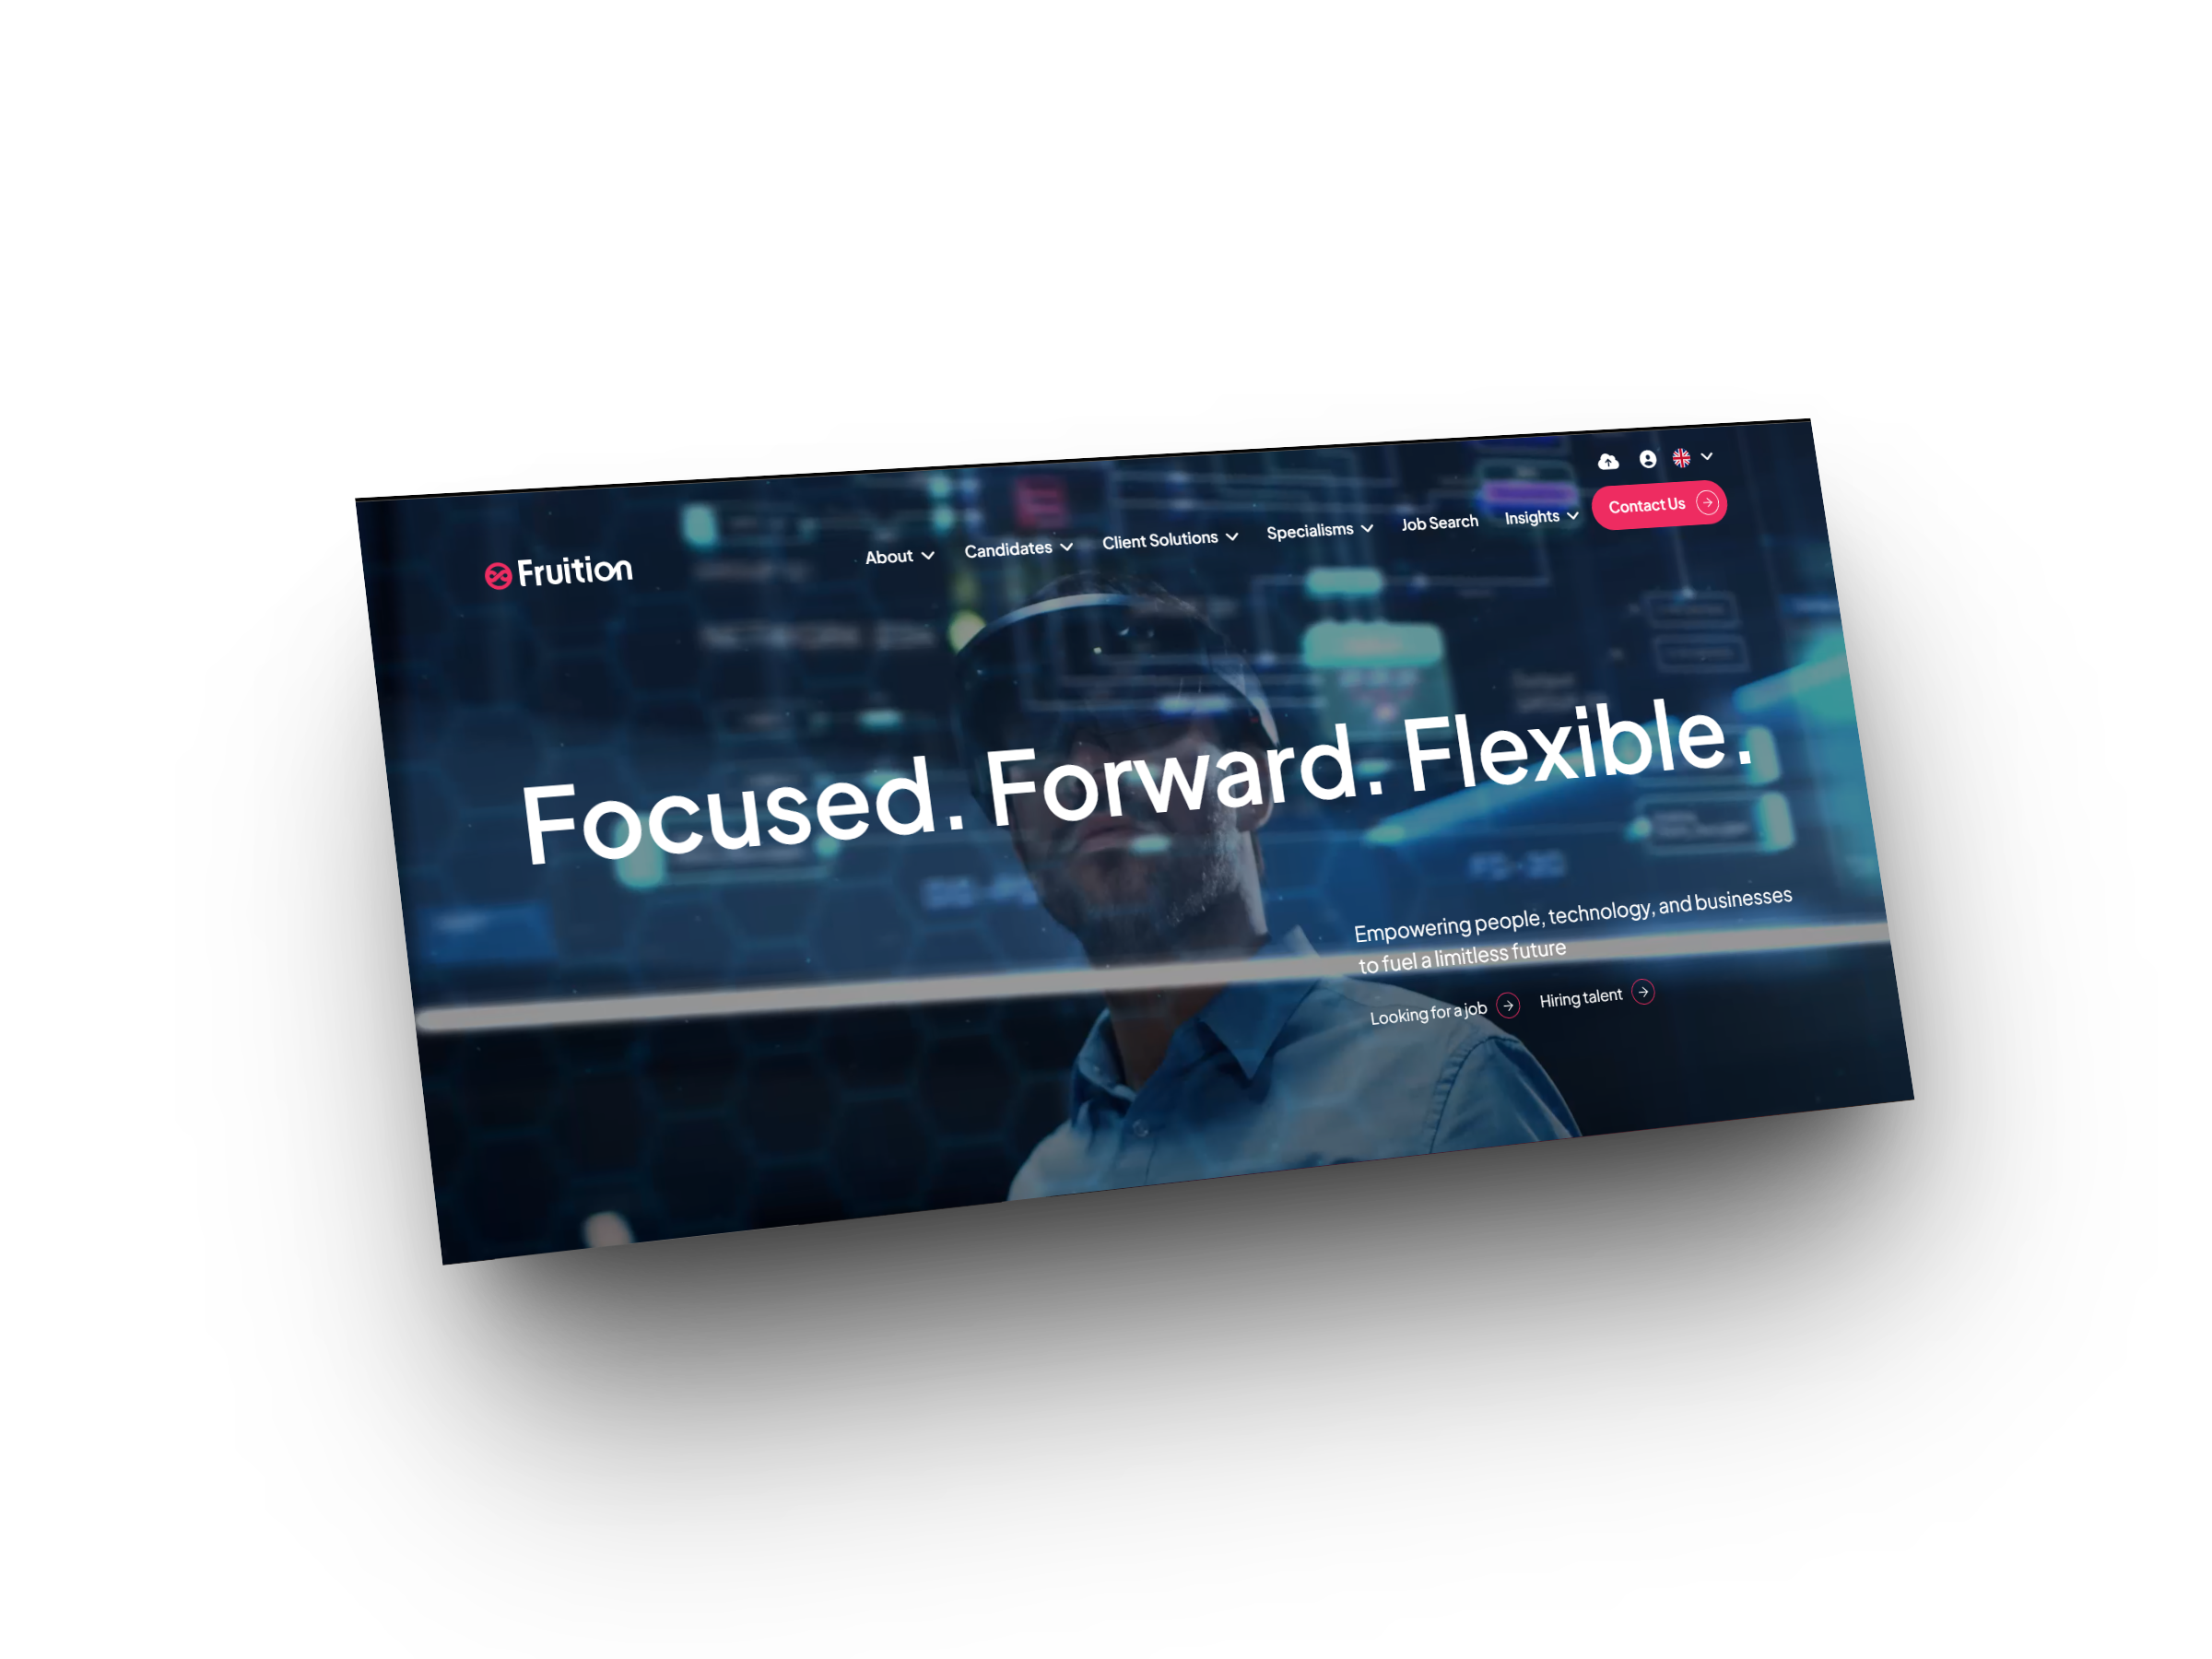 Fruition
About
Candidates
Client Solutions
Specialisms
Job Search
Insights
Contact Us
Focused. Forward. Flexible.
Empowering people, technology, and businesses
to fuel a limitless future
Looking for a job
Hiring talent